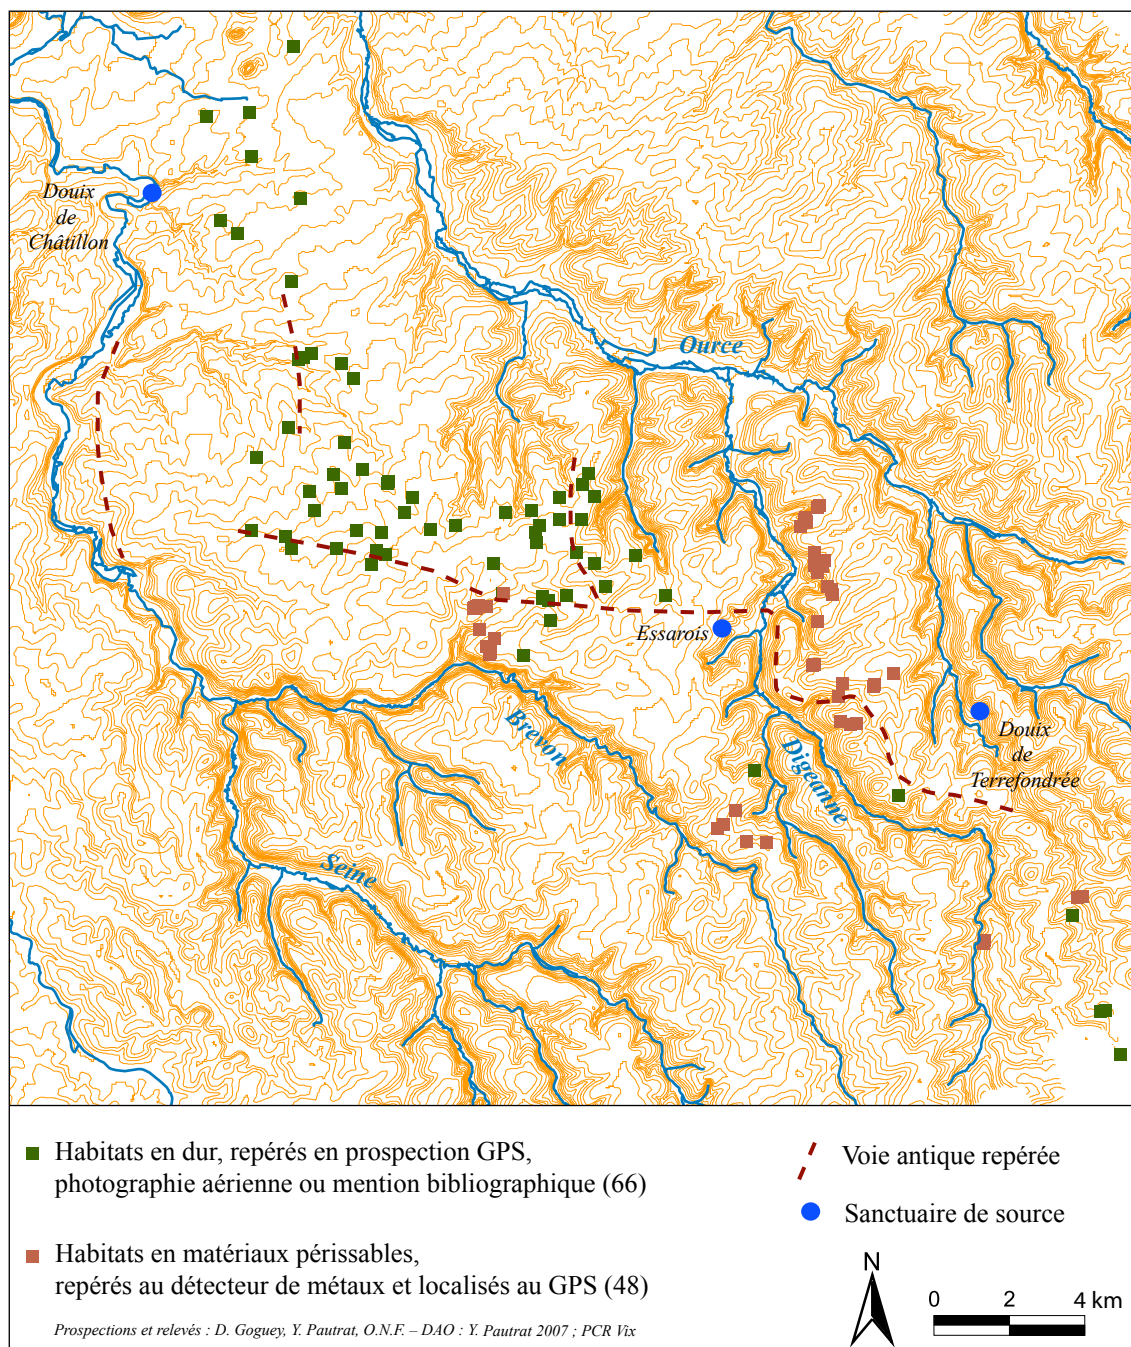 Douix
de
Châtillon
Ource
Essarois
Brevon
Douix
de
Terrefondrée
Digeanne
Seine
Habitats en dur, repérés en prospection GPS,
photographie aérienne ou mention bibliographique (66)
Habitats en matériaux périssables,
repérés au détecteur de métaux et localisés au GPS (48)
Prospections et relevés : D. Goguey, Y. Pautrat, O.N.F. – DAO : Y. Pautrat 2007 ; PCR Vix
Voie antique repérée
Sanctuaire de source
N
0 2 4 km